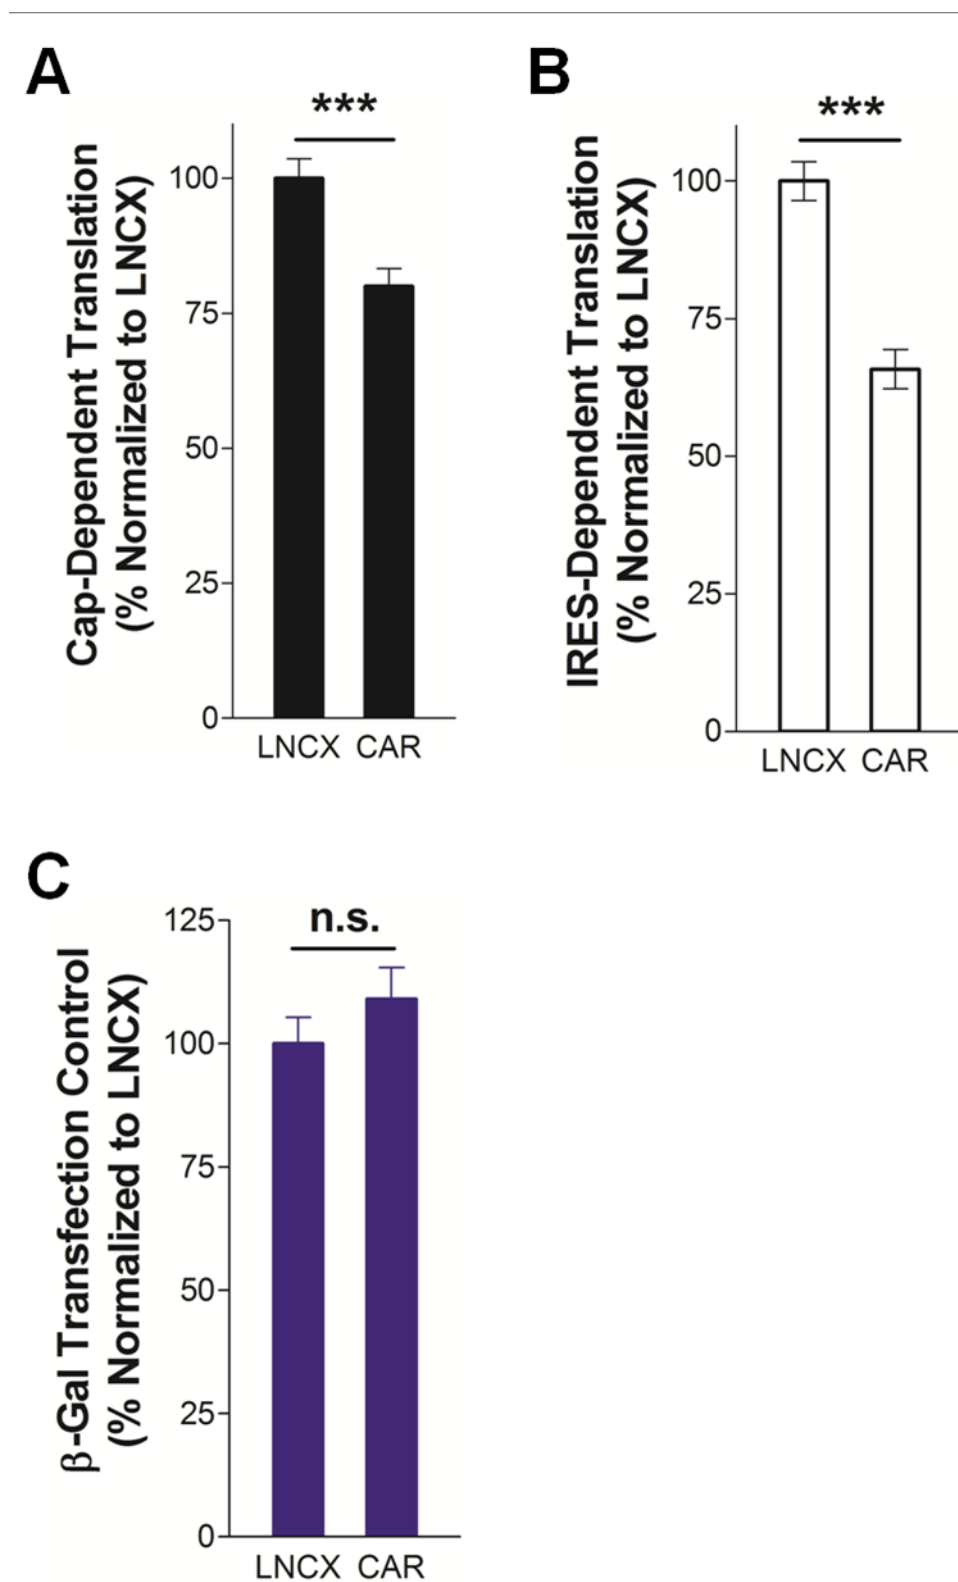 A
***
Cap-Dependent Translation
(% Normalized to LNCX)
100
75
50
25
0
LNCX CAR
B
***
IRES-Dependent Translation
(% Normalized to LNCX)
100
75
50
25
0
LNCX CAR
C
n.s.
β-Gal Transfection Control
(% Normalized to LNCX)
125
100
75
50
25
0
LNCX CAR